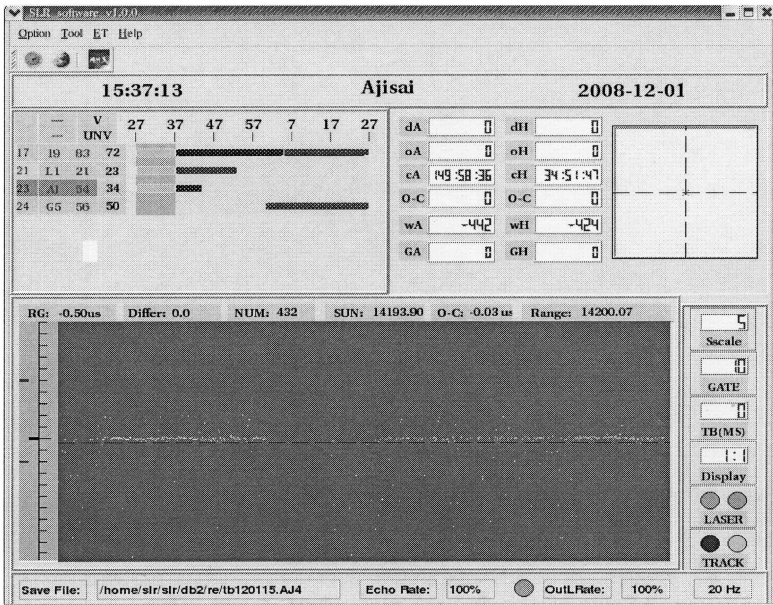 SLR software v1.0.0
Option Tool ET Help
15:37:13 Ajisai 2008-12-01
V
UNV
27 37 47 57 7 17 27
17 19 83 72
21 L1 21 23
23 AJ 54 34
24 G5 56 50
dA 0 dH 0
oA 0 oH 0
cA 149:58:36 cH 34:51:47
O-C 0 O-C 0
wA -442 wH -424
GA 0 GH 0
RG: -0.50us Differ: 0.0 NUM: 432 SUN: 14193.90 O-C: -0.03 us Range: 14200.07
5
Sscale
10
GATE
0
TB(MS)
1:1
Display
LASER
TRACK
Save File: /home/slr/slr/db2/re/tb120115.AJ4 Echo Rate: 100% OutLRate: 100% 20 Hz